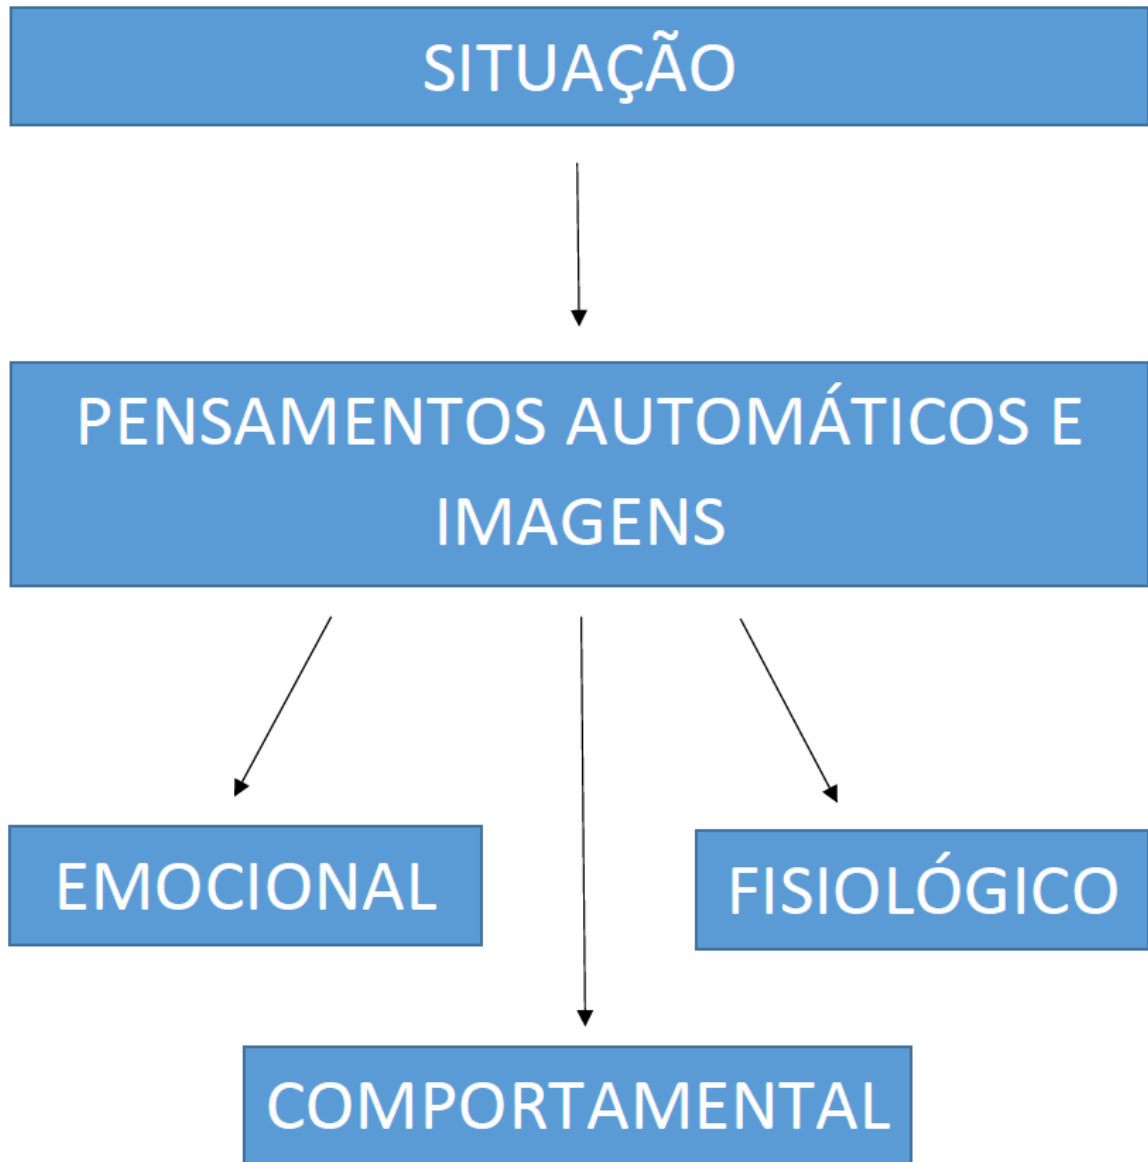 SITUAÇÃO
PENSAMENTOS AUTOMÁTICOS E
IMAGENS
EMOCIONAL
FISIOLÓGICO
COMPORTAMENTAL